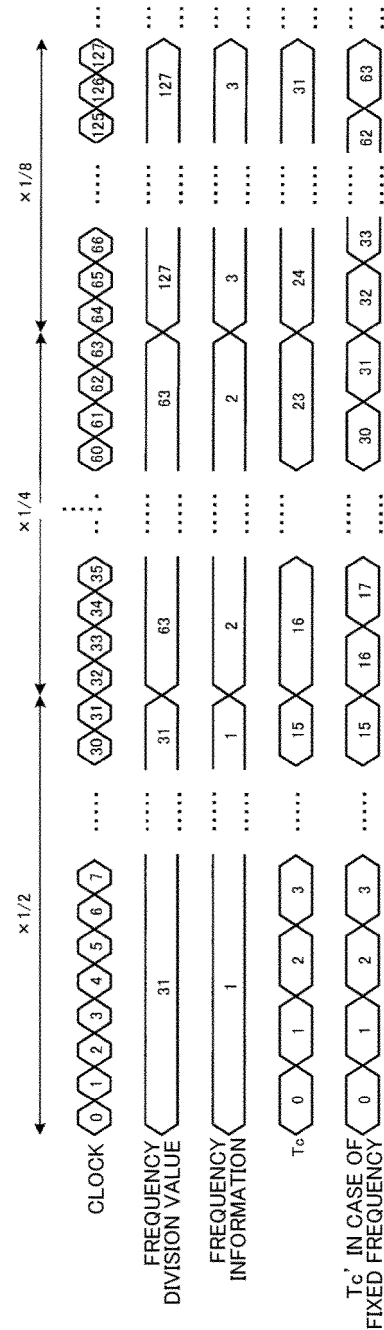 ×1/2 ×1/4 ×1/8
CLOCK 0 1 2 3 4 5 6 7 ..... 30 31 32 33 34 35 ..... 60 61 62 63 64 65 66 ..... 125 126 127 ...
FREQUENCY
DIVISION VALUE 31 ..... 31 63 ..... 63 127 ..... 127 ...
FREQUENCY
INFORMATION 1 ..... 1 2 ..... 2 3 ..... 3 ...
Tc 0 1 2 3 ..... 15 16 ..... 23 24 ..... 31 ...
Tc' IN CASE OF
FIXED FREQUENCY 0 1 2 3 ..... 15 16 17 ..... 30 31 32 33 ..... 62 63 ...